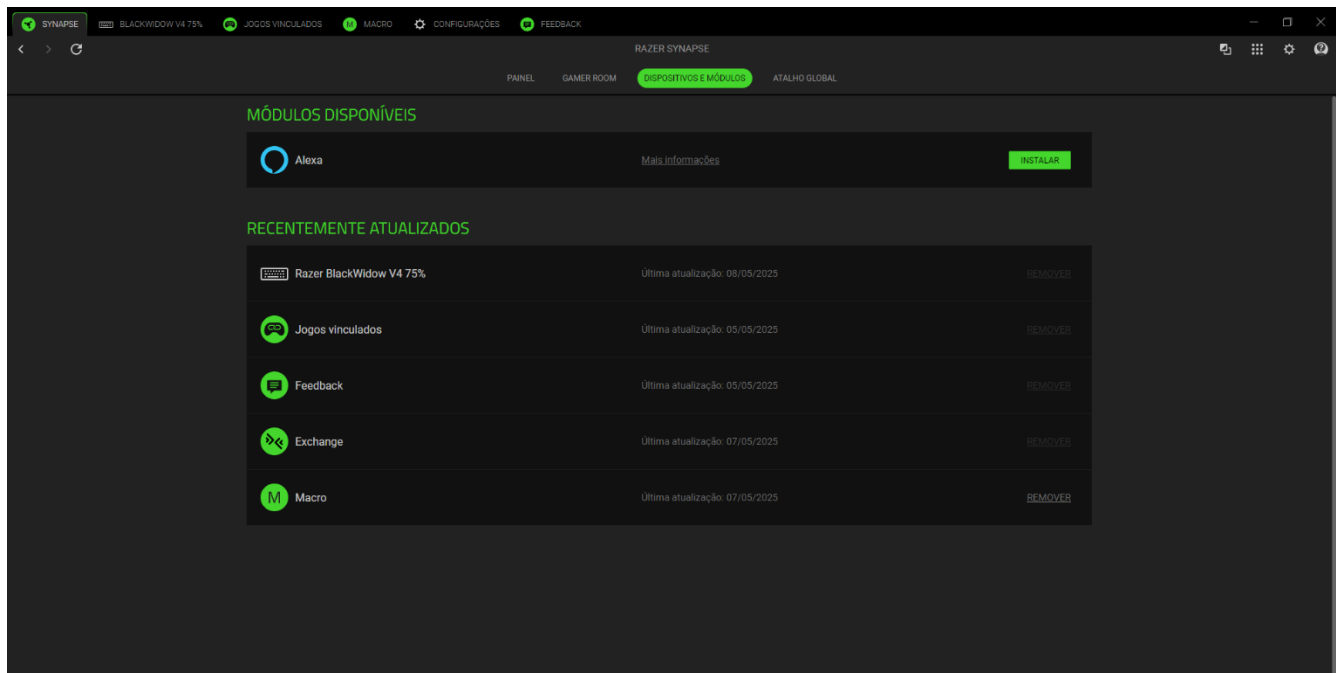 SYNAPSE BLACKWIDOW V4 75% JOGOS VINCULADOS M MACRO CONFIGURAÇÕES FEEDBACK
RAZER SYNAPSE
PAINEL GAMER ROOM DISPOSITIVOS E MÓDULOS ATALHO GLOBAL
MÓDULOS DISPONÍVEIS
Alexa Mais informações INSTALAR
RECENTEMENTE ATUALIZADOS
Razer BlackWidow V4 75% Última atualização: 08/05/2025 REMOVER
Jogos vinculados Última atualização: 05/05/2025 REMOVER
Feedback Última atualização: 05/05/2025 REMOVER
Exchange Última atualização: 07/05/2025 REMOVER
M Macro Última atualização: 07/05/2025 REMOVER